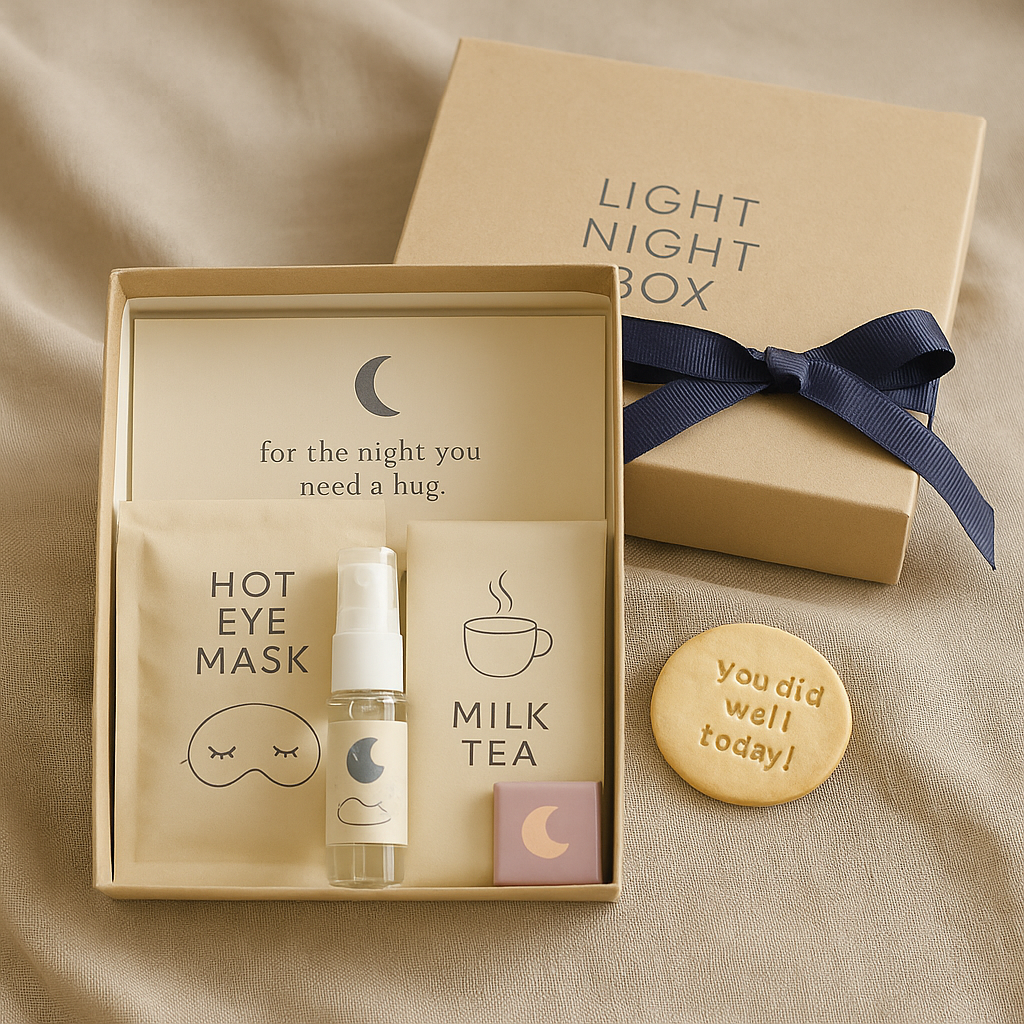 LIGHT
NIGHT
BOX
for the night you
need a hug.
HOT
EYE
MASK
MILK
TEA
you did
well
today!